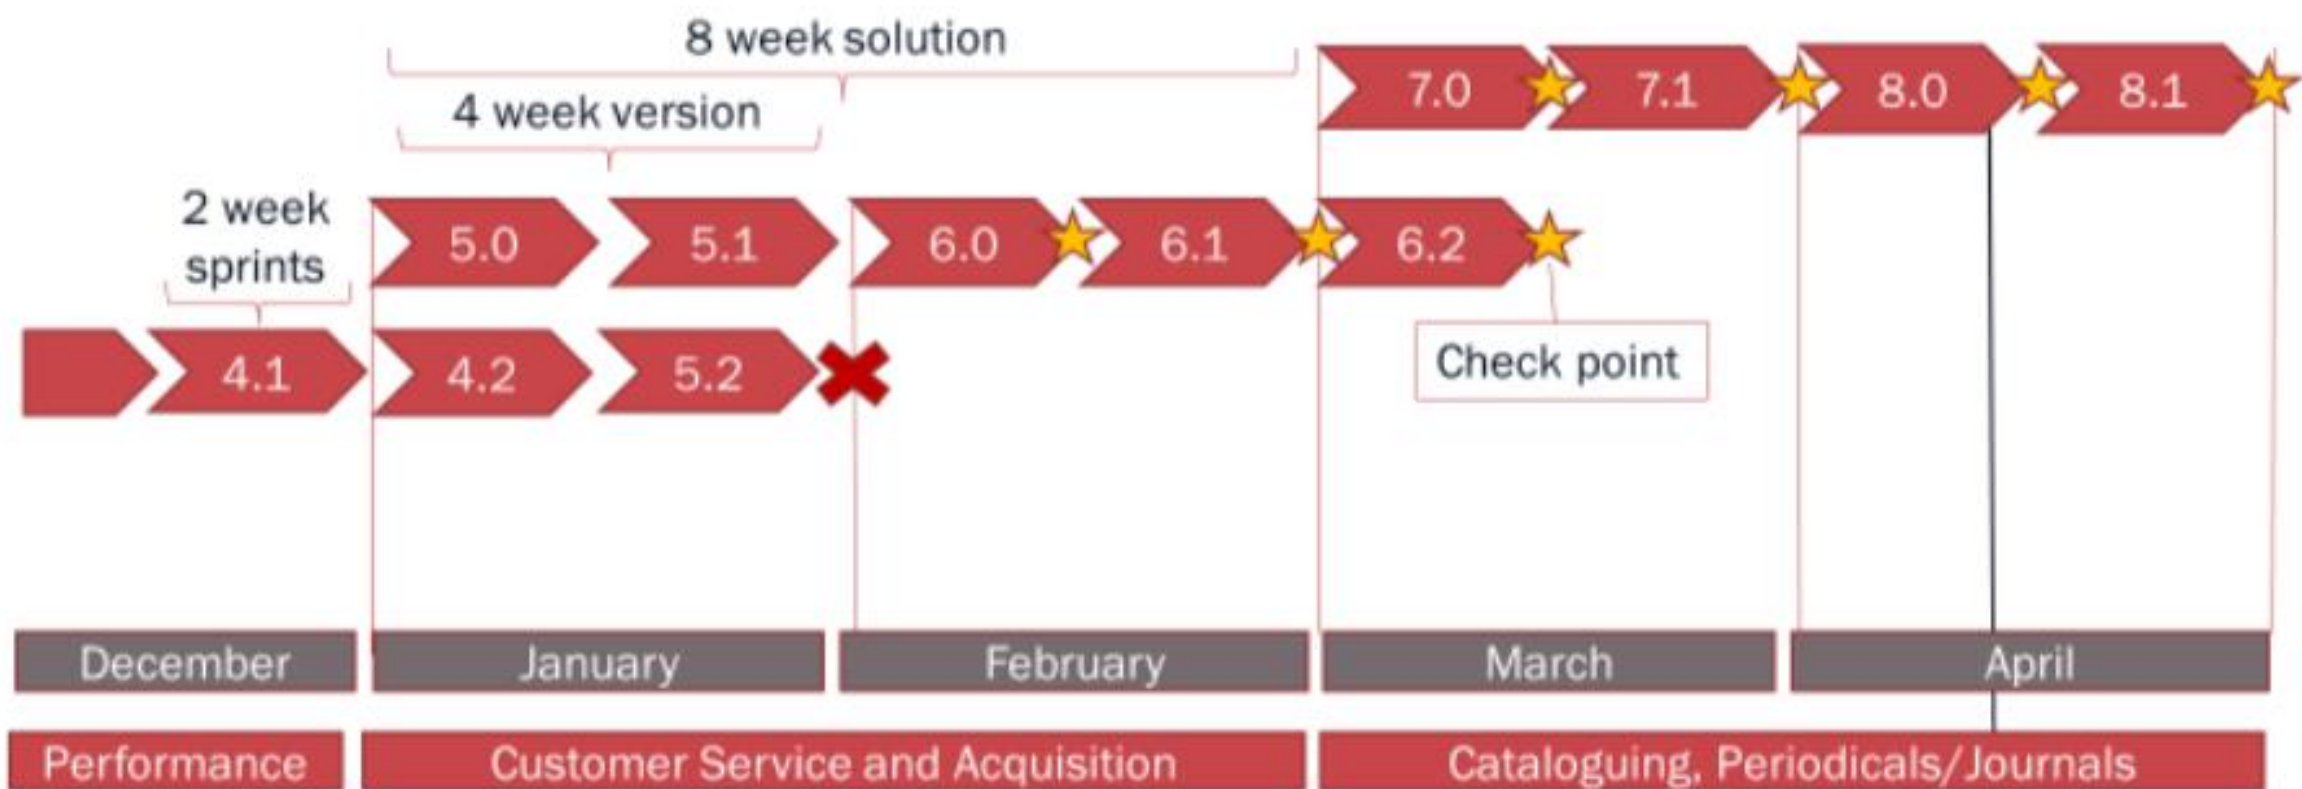 8 week solution
4 week version
2 week
sprints
7.0 7.1 8.0 8.1
5.0 5.1 6.0 6.1 6.2
4.1 4.2 5.2
Check point
December January February March April
Performance Customer Service and Acquisition Cataloguing, Periodicals/Journals